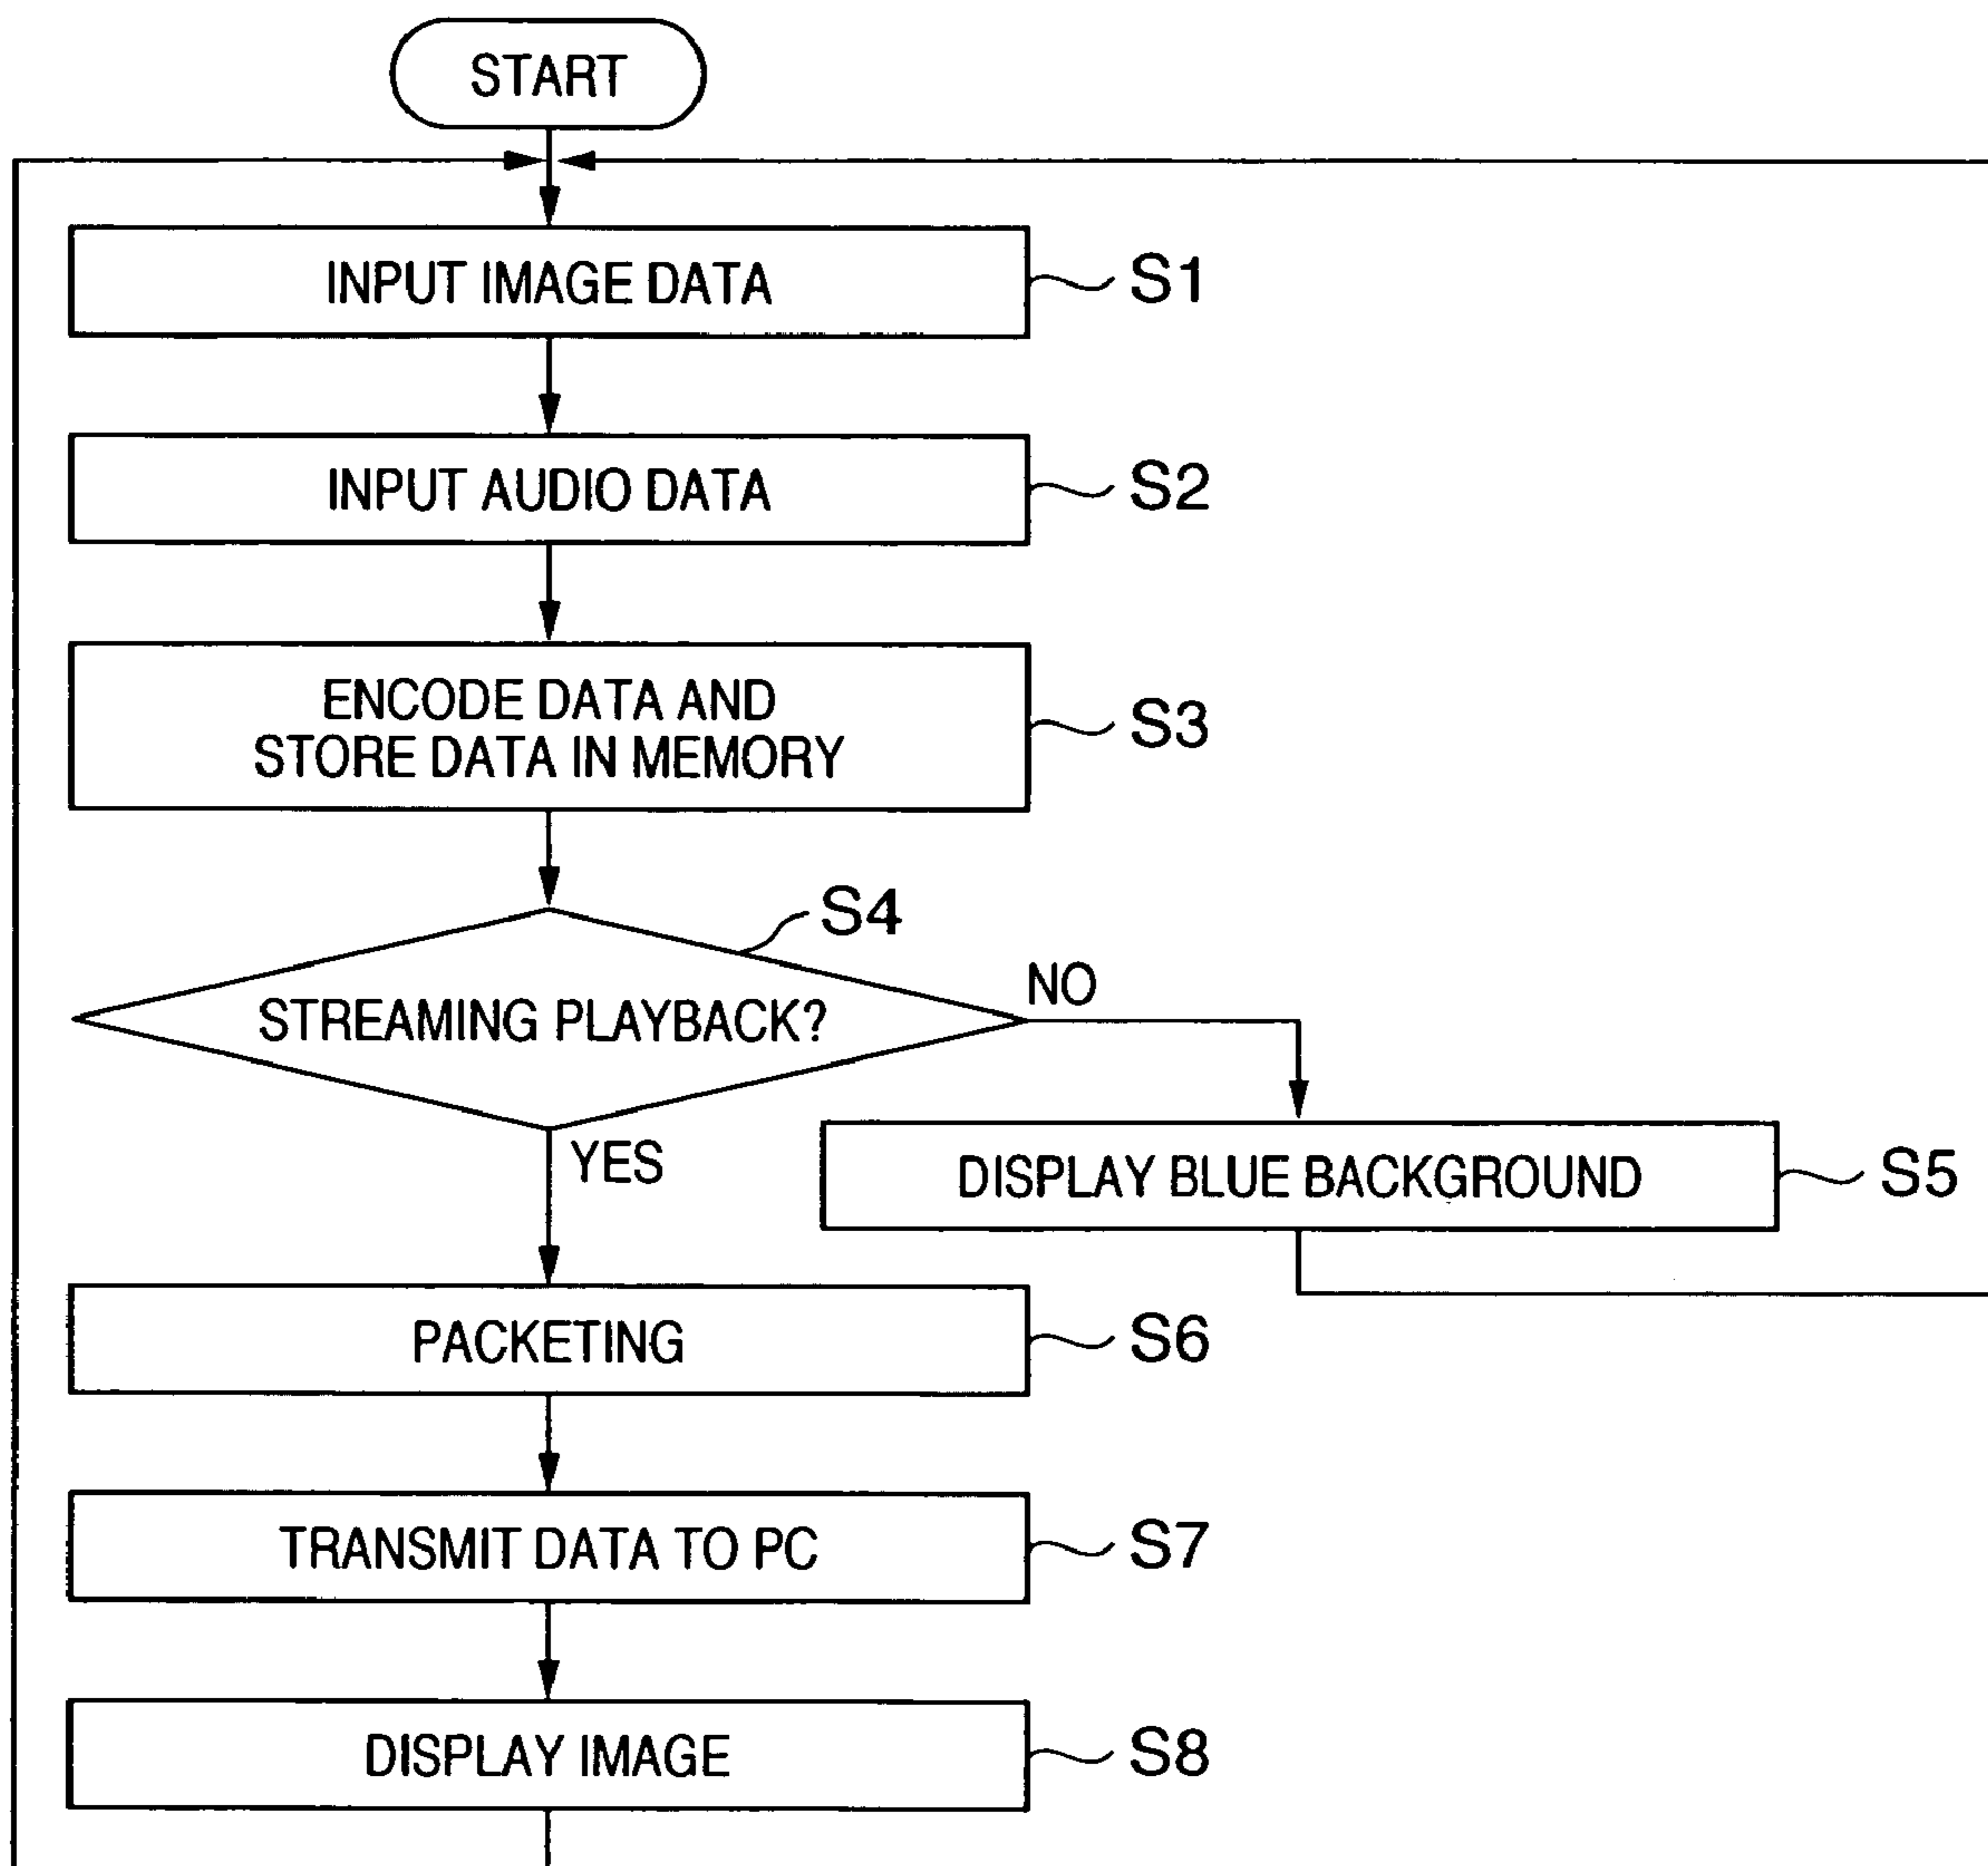 START
INPUT IMAGE DATA
S1
INPUT AUDIO DATA
S2
ENCODE DATA AND
STORE DATA IN MEMORY
S3
S4
STREAMING PLAYBACK?
NO
YES
DISPLAY BLUE BACKGROUND
S5
PACKETING
S6
TRANSMIT DATA TO PC
S7
DISPLAY IMAGE
S8